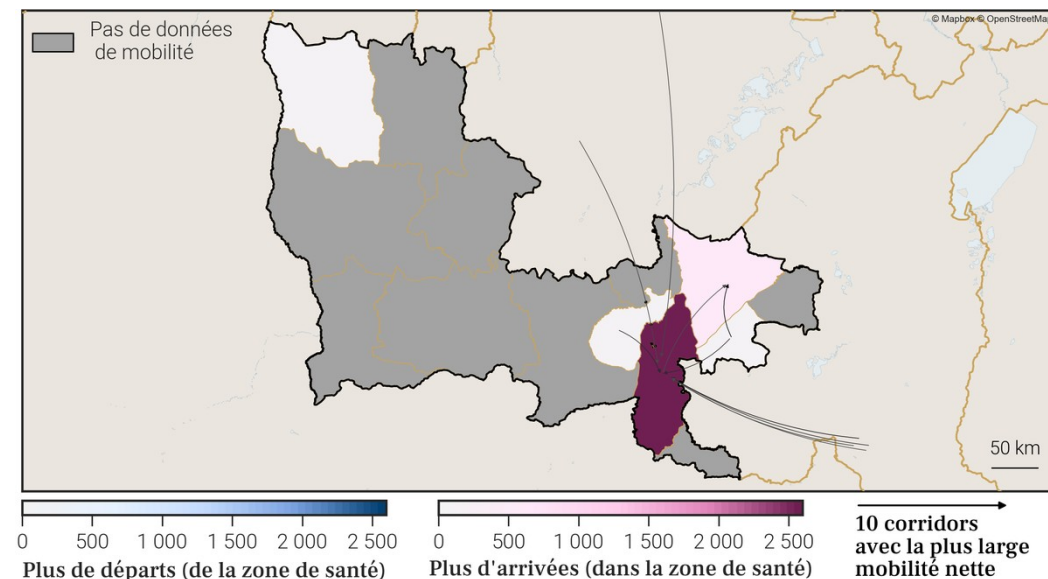 © Mapbox © OpenStreetMap
Pas de données
de mobilité
50 km
0 500 1 000 1 500 2 000 2 500
Plus de départs (de la zone de santé)
0 500 1 000 1 500 2 000 2 500
Plus d'arrivées (dans la zone de santé)
10 corridors
avec la plus large
mobilité nette